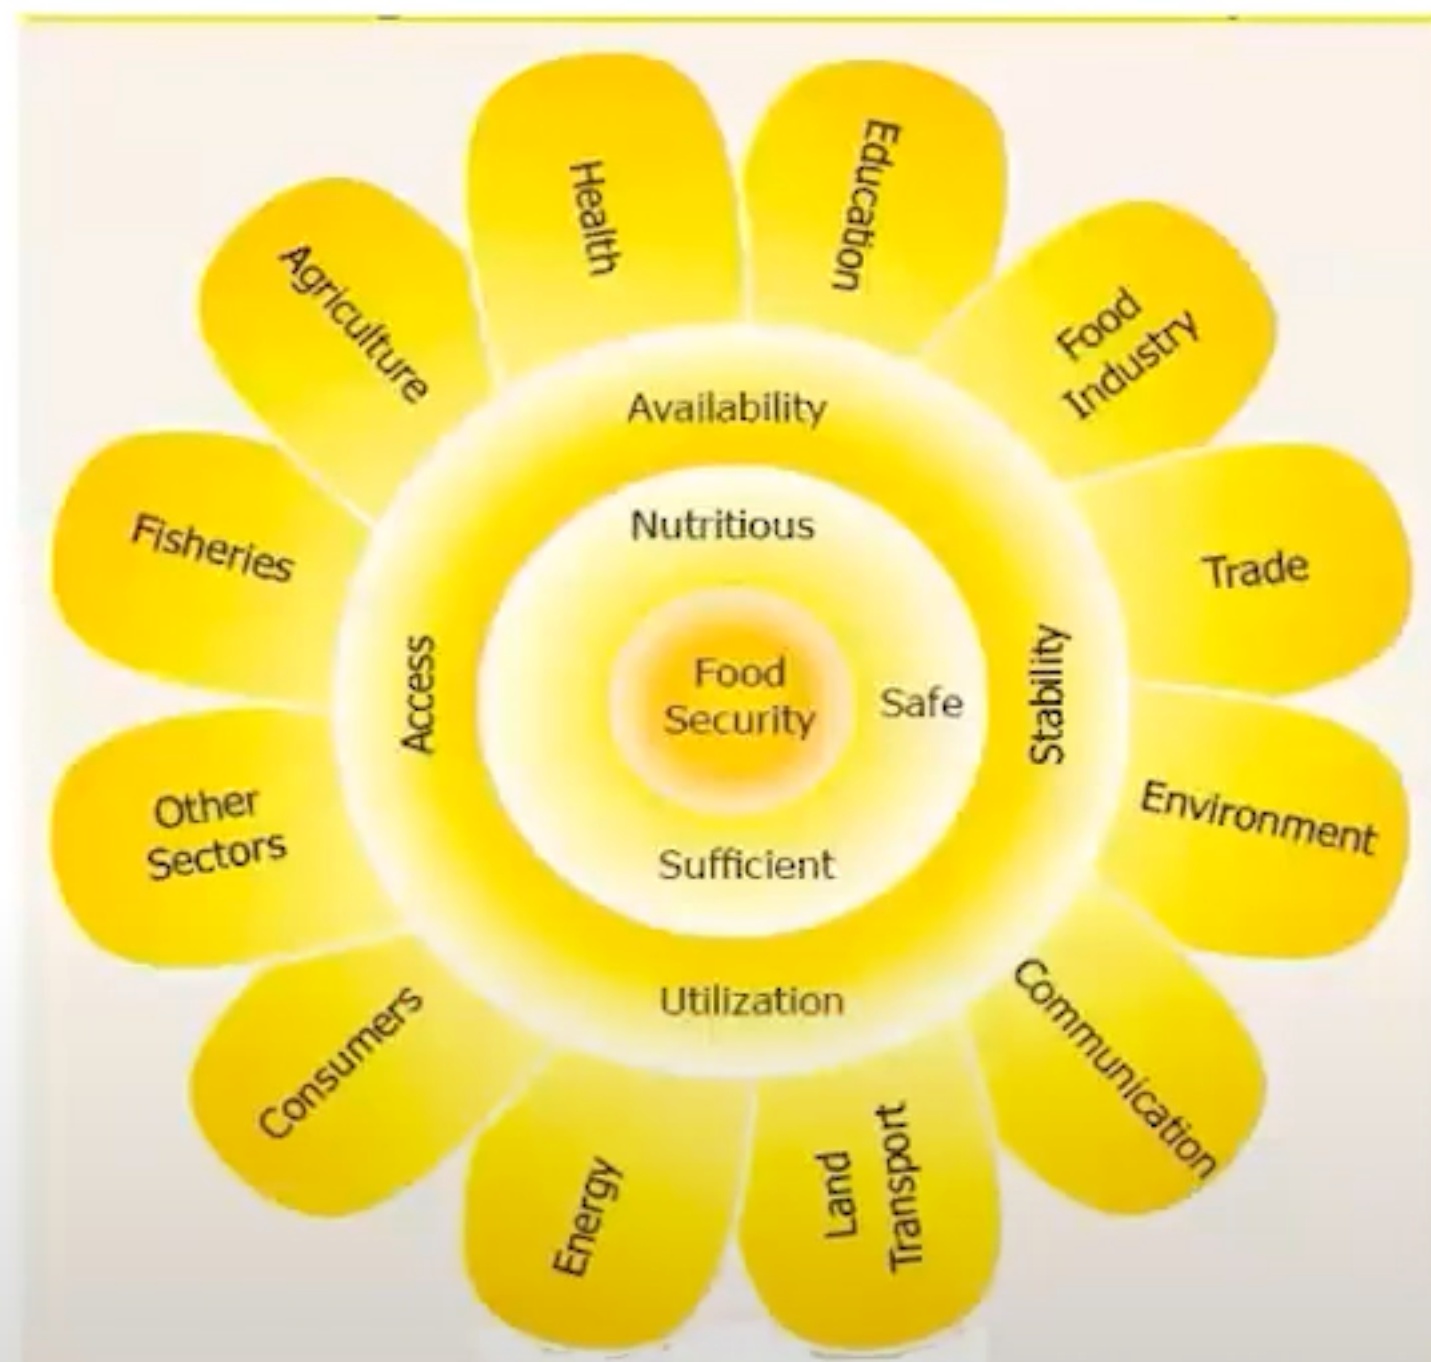 Health
Education
Agriculture
Food
Industry
Availability
Fisheries
Nutritious
Trade
Access
Food
Security
Safe
Stability
Other
Sectors
Environment
Sufficient
Utilization
Consumers
Communication
Energy
Land
Transport